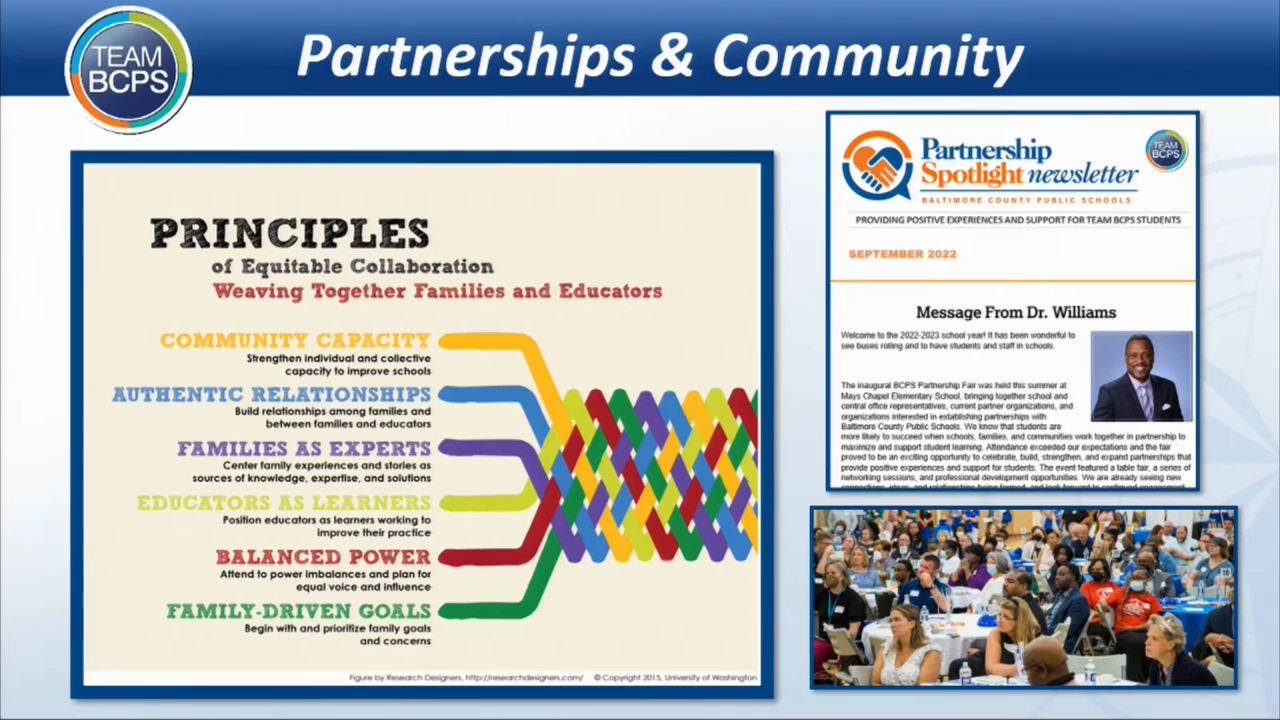 TEAM
BCPS
Partnerships & Community
PRINCIPLES
of Equitable Collaboration
Weaving Together Families and Educators
COMMUNITY CAPACITY
Strengthen individual and collective
capacity to improve schools
AUTHENTIC RELATIONSHIPS
Build relationships among families and
between families and educators
FAMILIES AS EXPERTS
Center family experiences and stories as
sources of knowledge, expertise, and solutions
EDUCATORS AS LEARNERS
Position educators as learners working to
improve their practice
BALANCED POWER
Attend to power imbalances and plan for
equal voice and influence
FAMILY-DRIVEN GOALS
Begin with and prioritize family goals
and concerns
Figure by Research Designers, http://researchdesigners.com/ © Copyright 2015, University of Washington
Partnership
Spotlight newsletter
TEAM
BCPS
BALTIMORE COUNTY PUBLIC SCHOOLS
PROVIDING POSITIVE EXPERIENCES AND SUPPORT FOR TEAM BCPS STUDENTS
SEPTEMBER 2022
Message From Dr. Williams
Welcome to the 2022-2023 school year! It has been wonderful to
see buses rolling and to have students and staff in schools.
The inaugural BCPS Partnership Fair was held this summer at
Mays Chapel Elementary School, bringing together school and
central office representatives, current partner organizations, and
organizations interested in establishing partnerships with
Baltimore County Public Schools. We know that students are
more likely to succeed when schools, families, and communities work together in partnership to
maximize and support student learning. Attendance exceeded our expectations and the fair
proved to be an exciting opportunity to celebrate, build, strengthen, and expand partnerships that
provide positive experiences and support for students. The event featured a table fair, a series of
networking sessions, and professional development opportunities. We are already seeing new
connections, ideas, and relationships being formed, and look forward to continued engagement
18